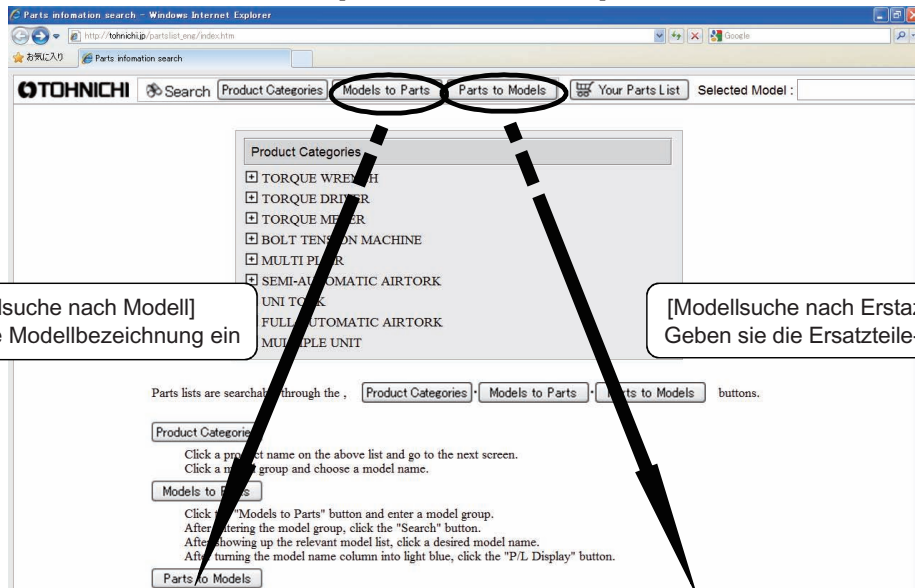 Parts infomation search - Windows Internet Explorer
http://tohnichi.jp/partslist_eng/index.htm
Google
お気に入り
Parts infomation search
TOHNICHI Search Product Categories Models to Parts Parts to Models Your Parts List Selected Model :
Product Categories
TORQUE WRENCH
TORQUE DRIVER
TORQUE METER
BOLT TENSION MACHINE
MULTI PLIER
SEMI-AUTOMATIC AIRTORK
UNI TORK
FULL AUTOMATIC AIRTORK
MULTIPLE UNIT
lsuche nach Modell]
Modellbezeichnung ein
[Modellsuche nach Erstaz
Geben sie die Ersatzteile-
Parts lists are searchable through the , Product Categories · Models to Parts · Parts to Models buttons.
Product Categories
Click a product name on the above list and go to the next screen.
Click a model group and choose a model name.
Models to Parts
Click the "Models to Parts" button and enter a model group.
After entering the model group, click the "Search" button.
After showing up the relevant model list, click a desired model name.
After turning the model name column into light blue, click the "P/L Display" button.
Parts to Models